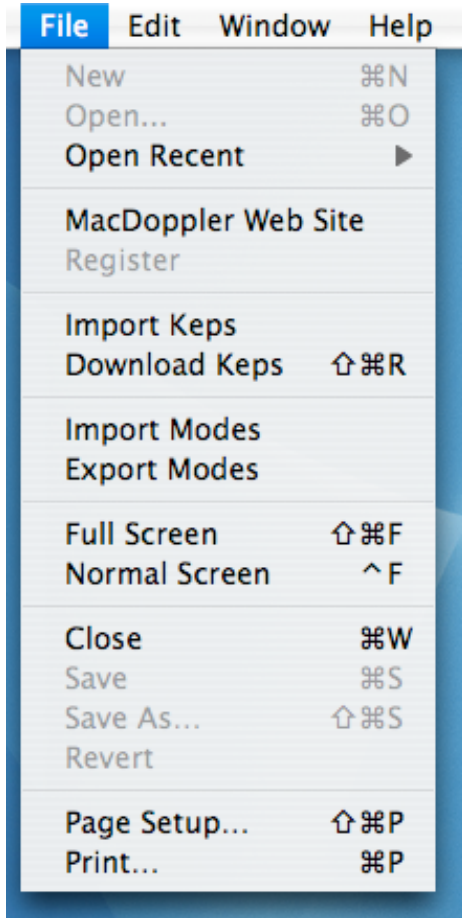 File Edit Window Help
New ⌘N
Open... ⌘O
Open Recent ▶
MacDoppler Web Site
Register
Import Keps
Download Keps ⇧⌘R
Import Modes
Export Modes
Full Screen ⇧⌘F
Normal Screen ^F
Close ⌘W
Save ⌘S
Save As... ⇧⌘S
Revert
Page Setup... ⇧⌘P
Print... ⌘P